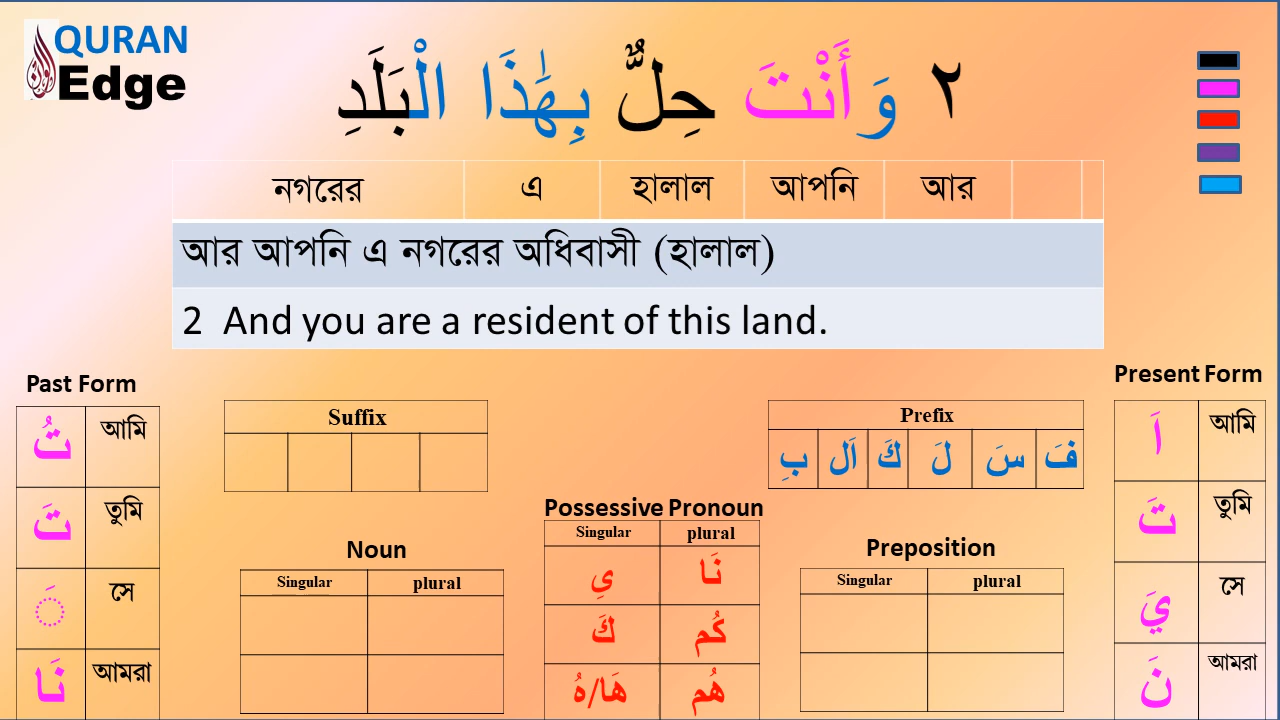 QURAN
Edge
٢ وَأَنْتَ حِلٌّ بِهَٰذَا الْبَلَدِ
নগরের এ হালাল আপনি আর
আর আপনি এ নগরের অধিবাসী (হালাল)
2 And you are a resident of this land.
Past Form
تُ আমি
تَ তুমি
َ সে
نَا আমরা
Suffix
Prefix
بِ اَل كَ لَ سَ فَ
Noun
Singular plural
Possessive Pronoun
Singular plural
يِ نَا
كَ كُم
هَا/هُ هُم
Preposition
Singular plural
Present Form
اَ আমি
تَ তুমি
يَ সে
نَ আমরা